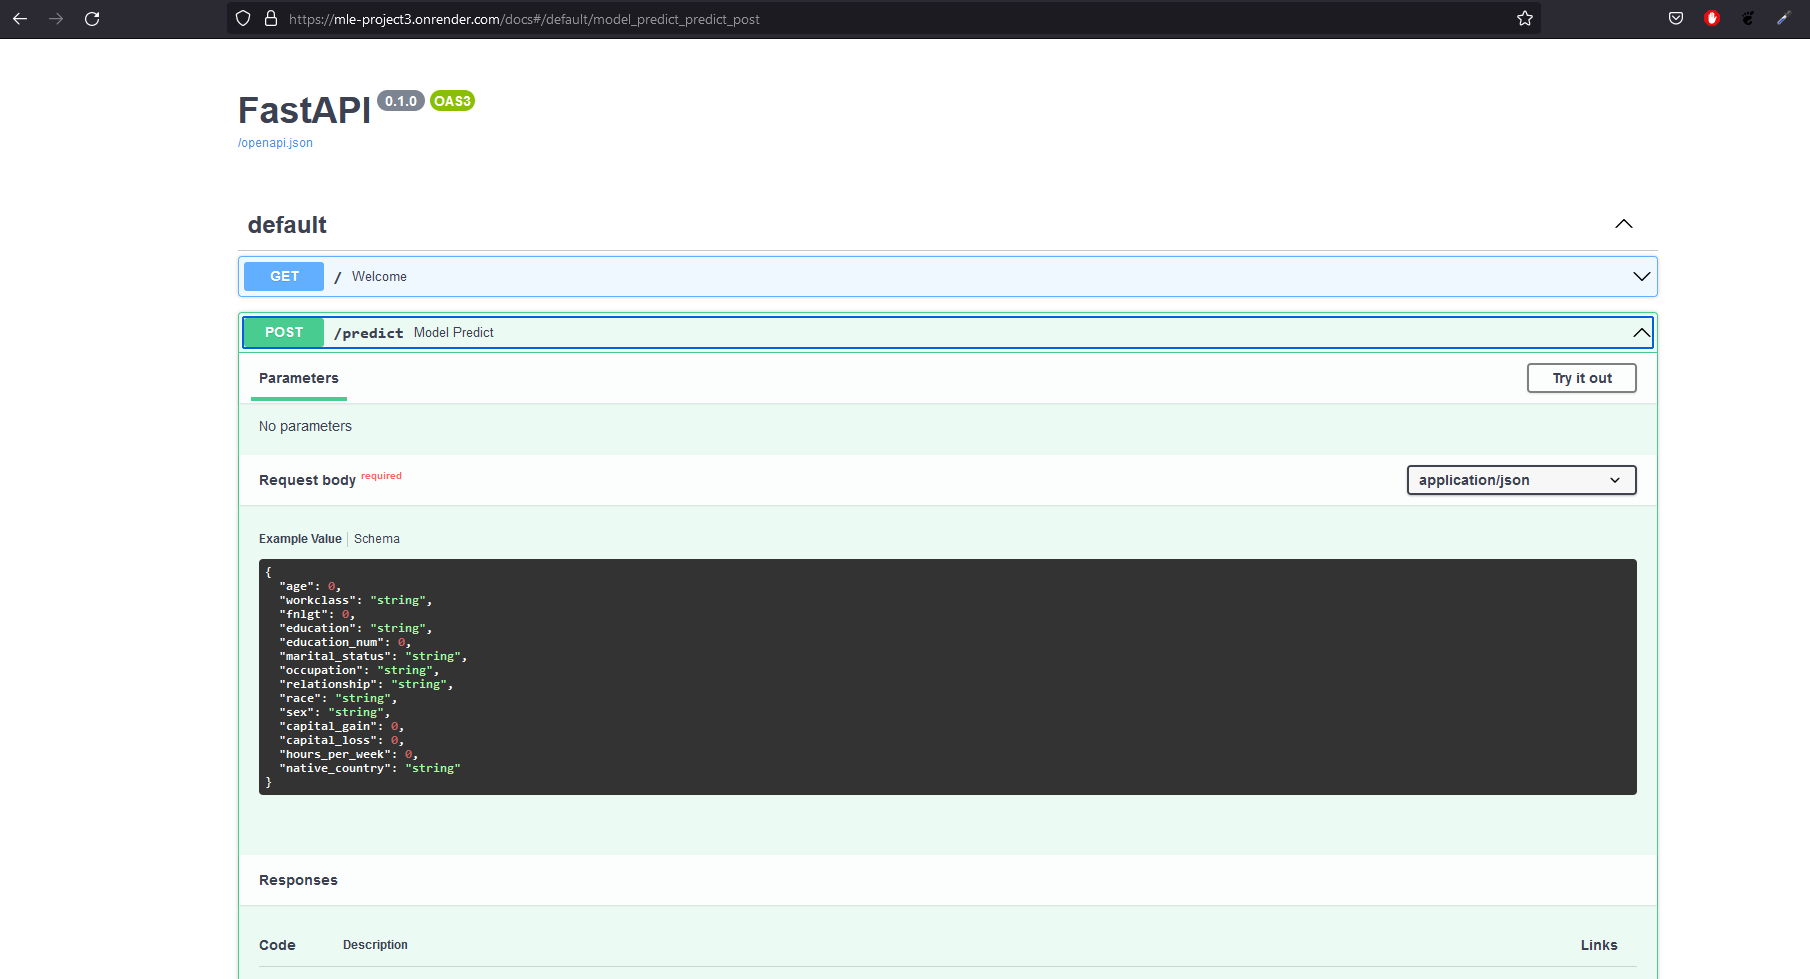 https://mle-project3.onrender.com/docs#/default/model_predict_predict_post
FastAPI 0.1.0 OAS3
/openapi.json
default
GET / Welcome
POST /predict Model Predict
Parameters Try it out
No parameters
Request body required application/json
Example Value Schema
{
"age": 0,
"workclass": "string",
"fnlgt": 0,
"education": "string",
"education_num": 0,
"marital_status": "string",
"occupation": "string",
"relationship": "string",
"race": "string",
"sex": "string",
"capital_gain": 0,
"capital_loss": 0,
"hours_per_week": 0,
"native_country": "string"
}
Responses
Code Description Links